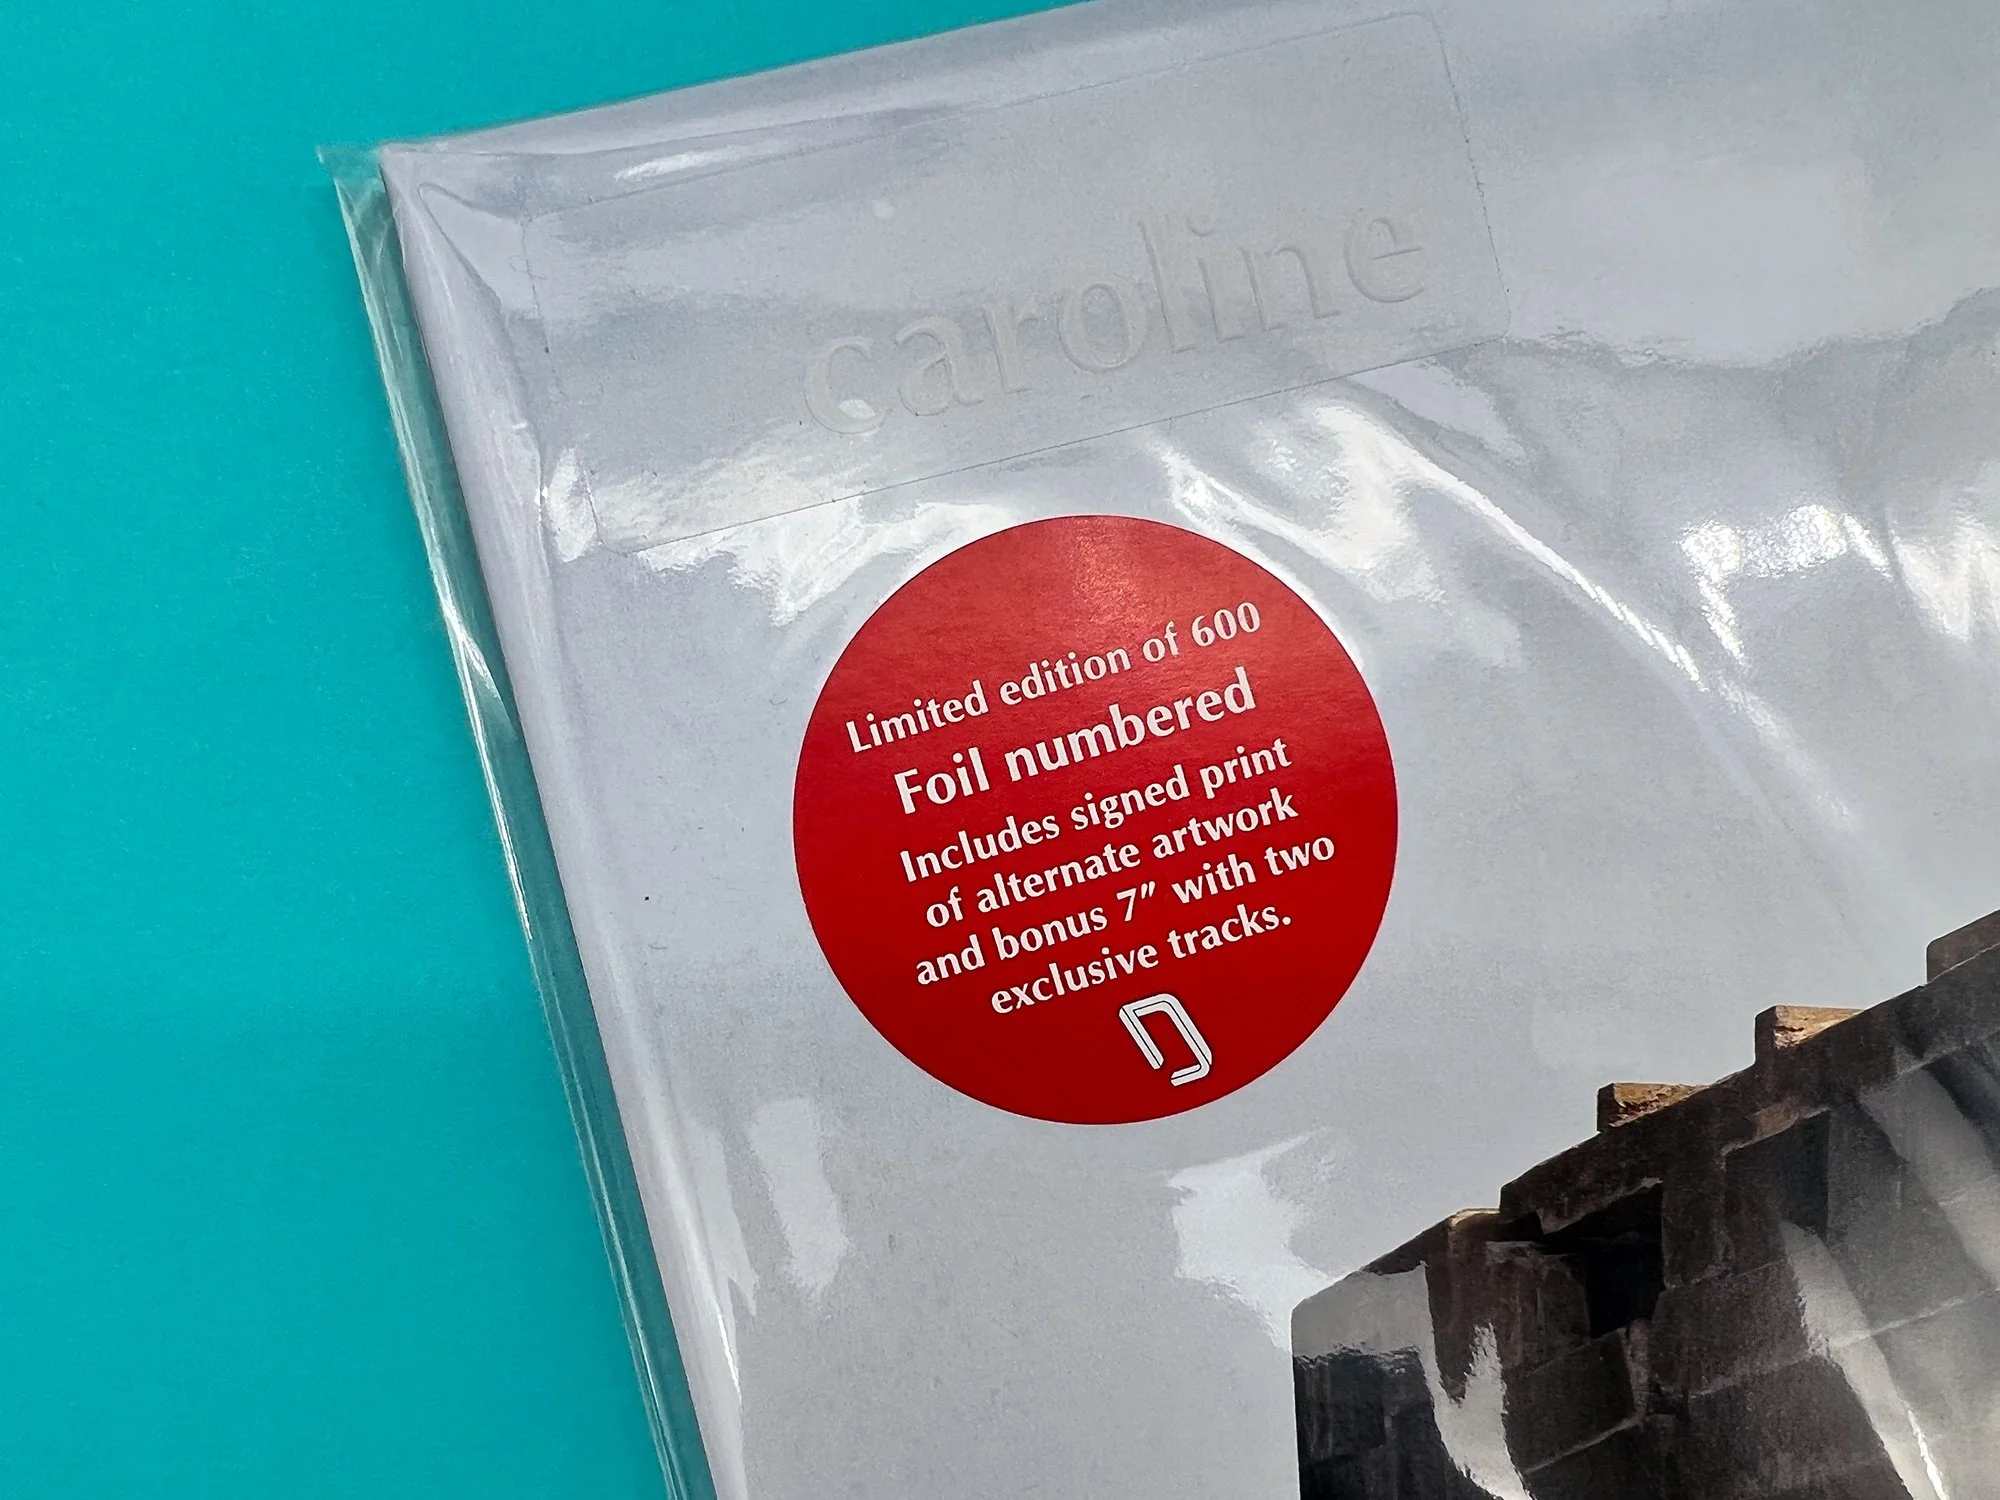 caroline
Limited edition of 600
Foil numbered
Includes signed print
of alternate artwork
and bonus 7” with two
exclusive tracks.